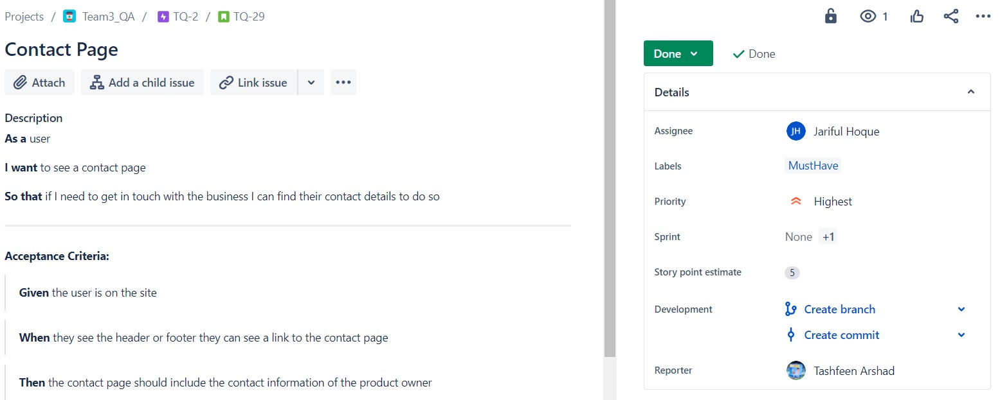 Projects / Team3_QA / TQ-2 / TQ-29
1
Contact Page
Attach Add a child issue Link issue
Description
As a user
I want to see a contact page
So that if I need to get in touch with the business I can find their contact details to do so
Acceptance Criteria:
Given the user is on the site
When they see the header or footer they can see a link to the contact page
Then the contact page should include the contact information of the product owner
Done Done
Details
Assignee JH Jariful Hoque
Labels MustHave
Priority Highest
Sprint None +1
Story point estimate 5
Development Create branch
Create commit
Reporter Tashfeen Arshad